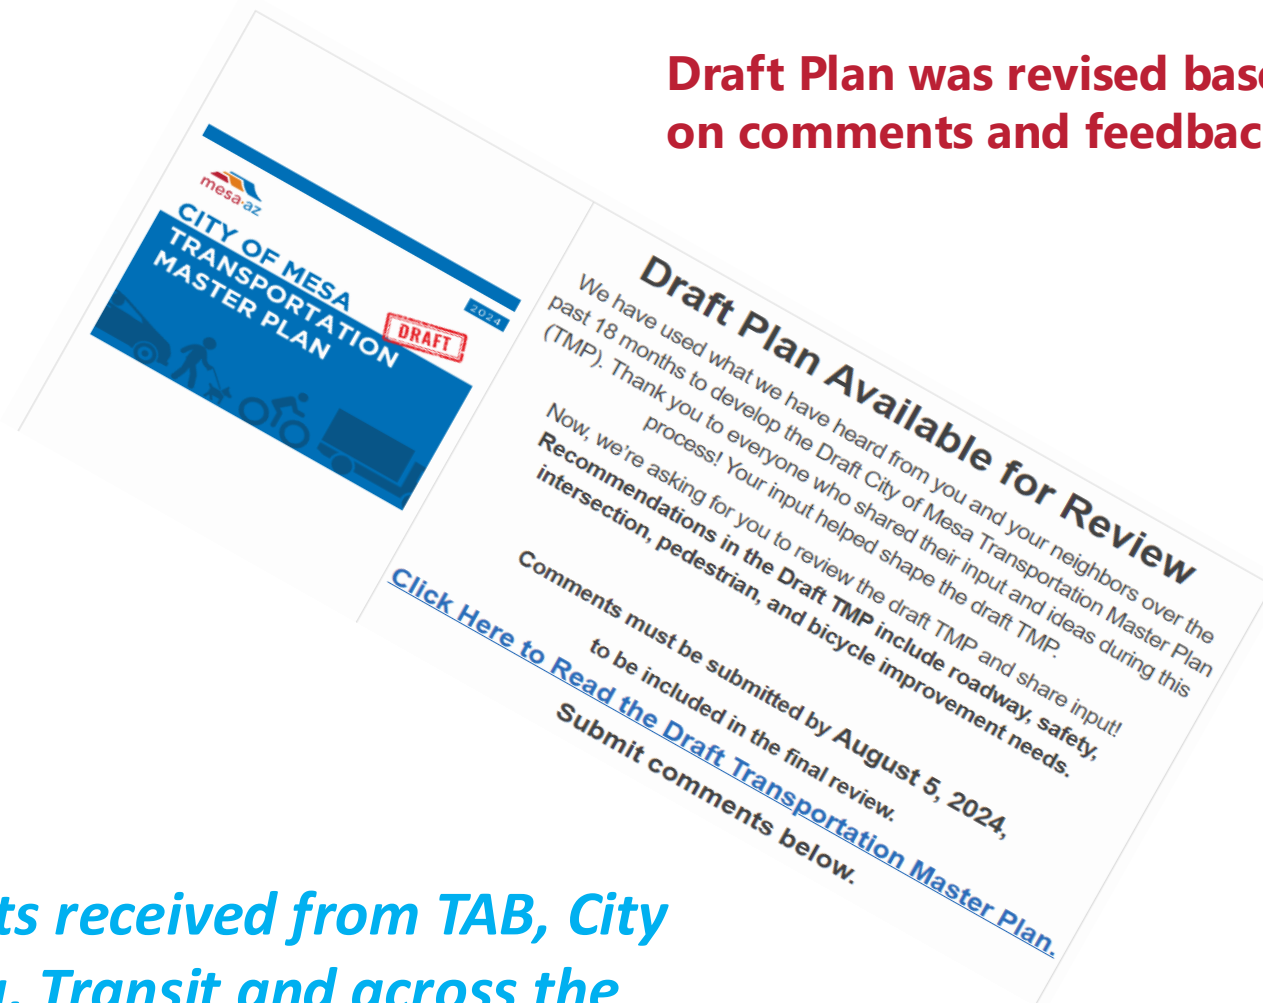 Draft Plan was revised
on comments and
mesa·az
CITY OF MESA
TRANSPORTATION
MASTER PLAN
2024
DRAFT
Draft Plan Available for Review
We have used what we have heard from you and your neighbors over the
past 18 months to develop the Draft City of Mesa Transportation Master Plan
(TMP). Thank you to everyone who shared their input and ideas during this
process! Your input helped shape the draft TMP.
Now, we're asking for you to review the draft TMP and share input!
Recommendations in the Draft TMP include roadway, safety,
intersection, pedestrian, and bicycle improvement needs.
Comments must be submitted by August 5, 2024,
to be included in the final review.
Click Here to Read the Draft Transportation Master Plan.
Submit comments below.
received from TAB, City
Transit and across the